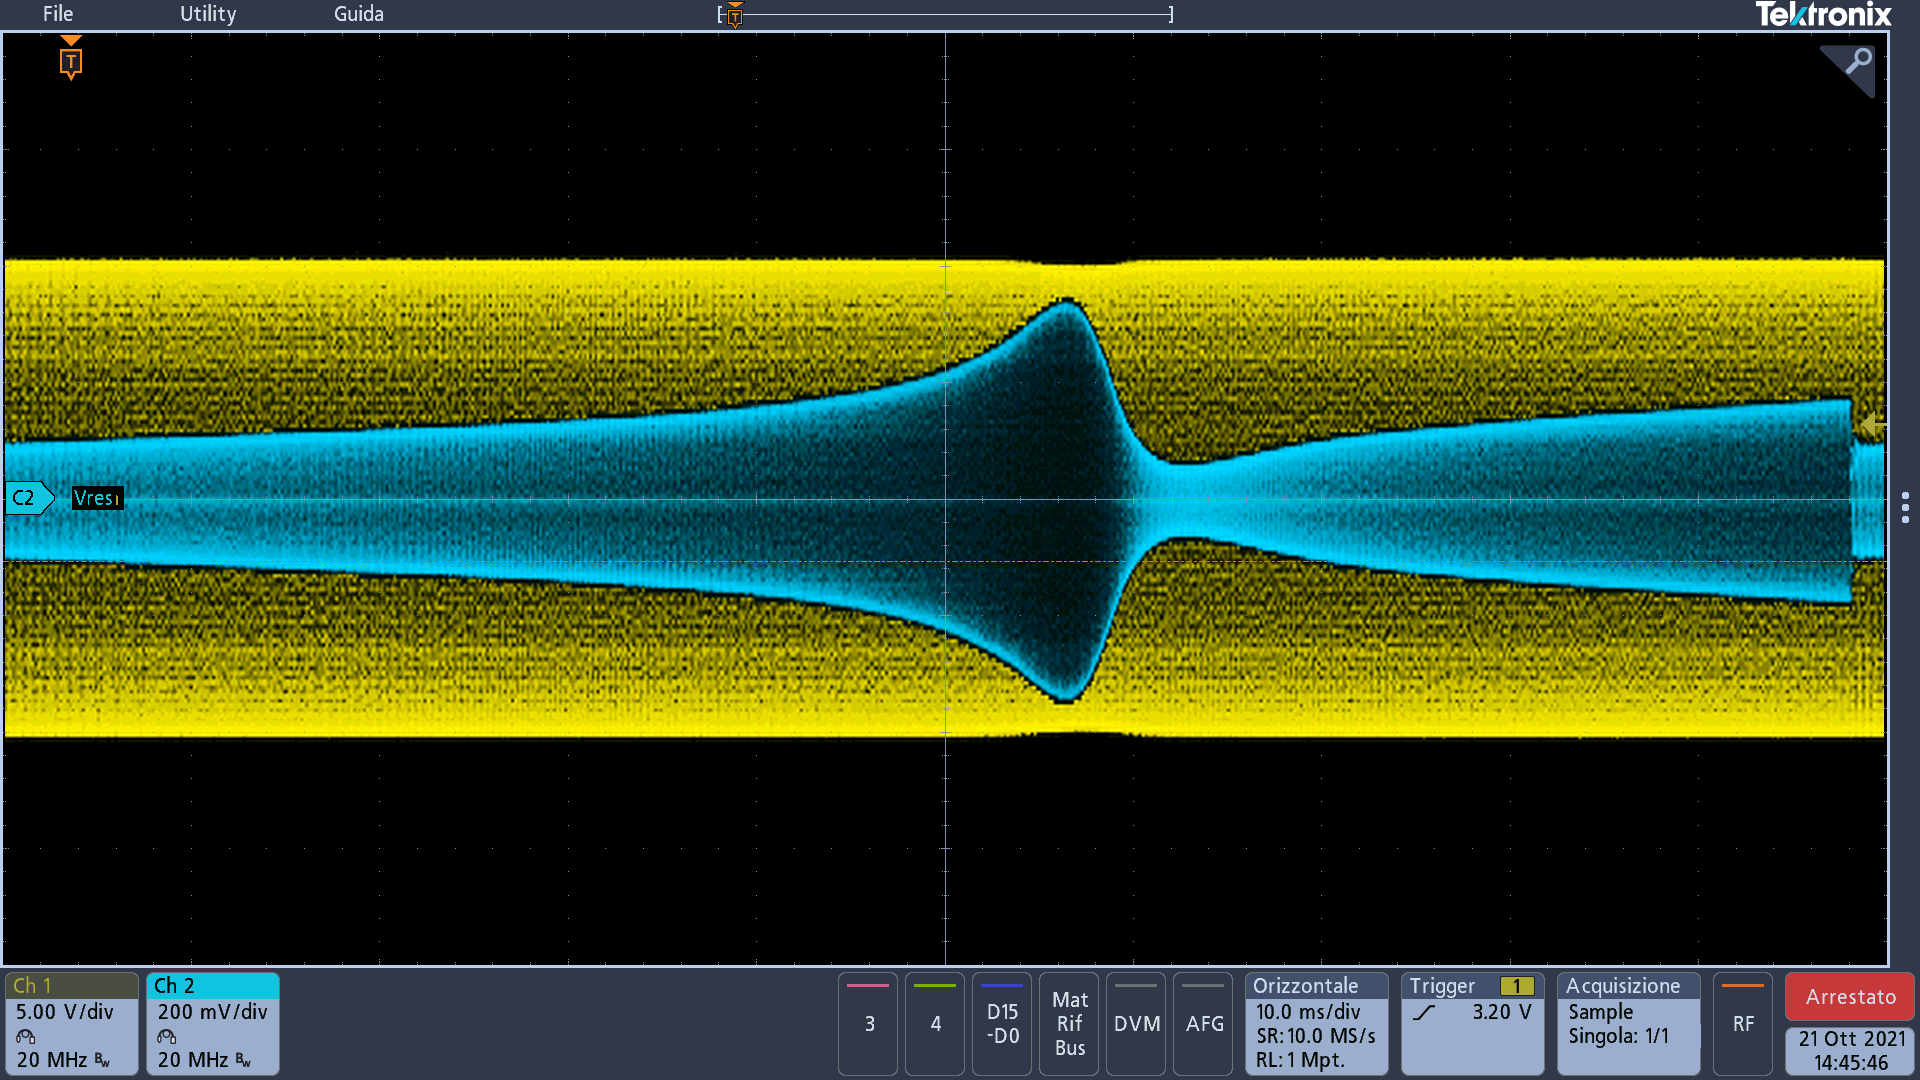 File Utility Guida
Tektronix
T
T
C2 Vres
Ch 1
5.00 V/div
20 MHz Bw
Ch 2
200 mV/div
20 MHz Bw
3
4
D15
-D0
Mat
Rif
Bus
DVM
AFG
Orizzontale
10.0 ms/div
SR: 10.0 MS/s
RL: 1 Mpt.
Trigger 1
3.20 V
Acquisizione
Sample
Singola: 1/1
RF
Arrestato
21 Ott 2021
14:45:46